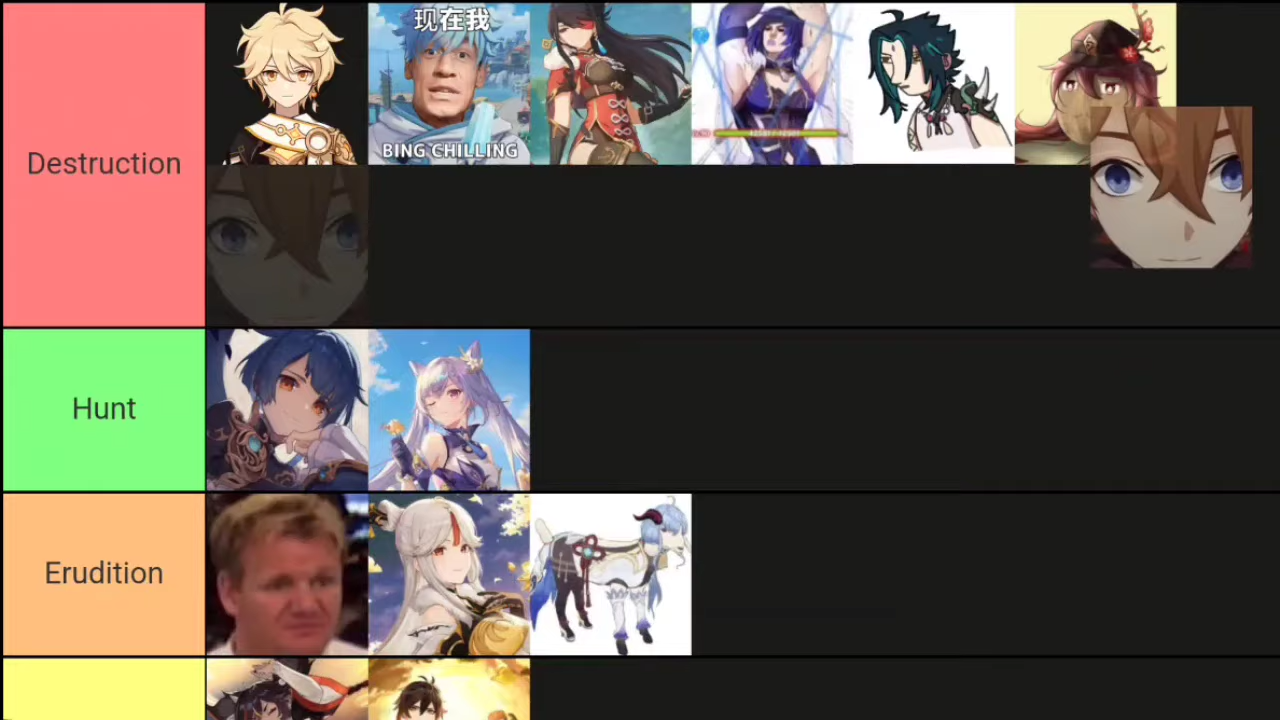 Destruction
现在我
BING CHILLING
Hunt
Erudition